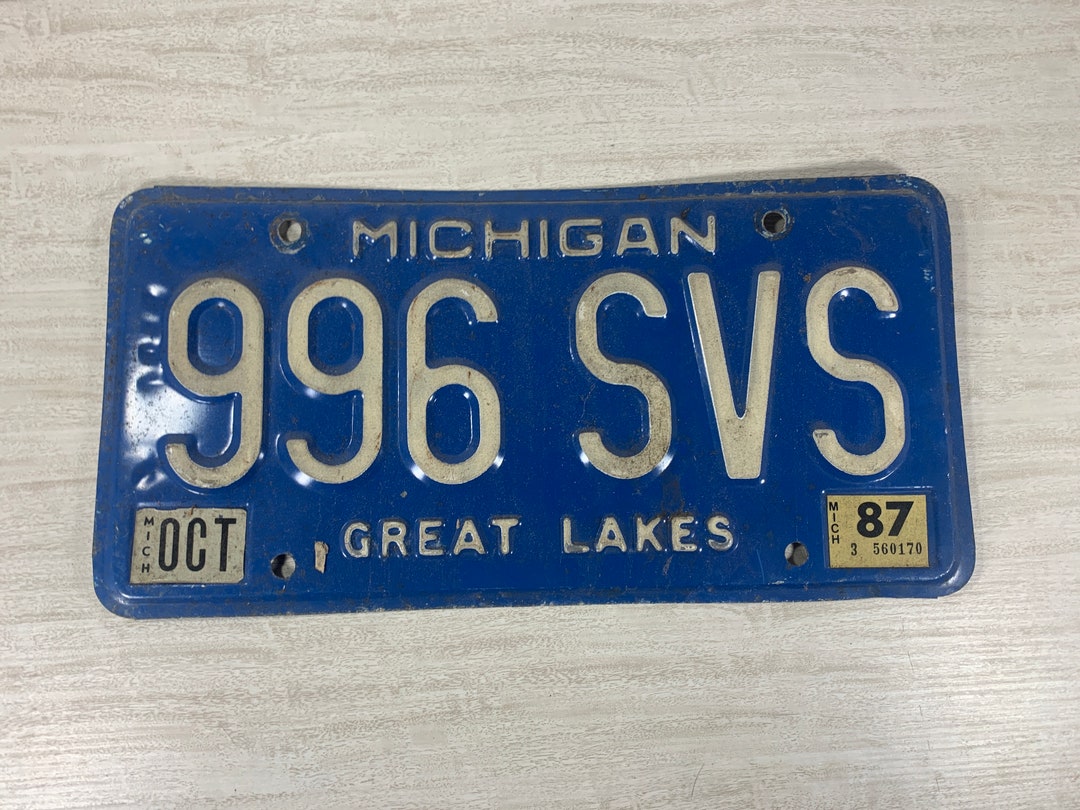 MICHIGAN
996 SVS
MICH OCT
GREAT LAKES
MICH 87
3 560170